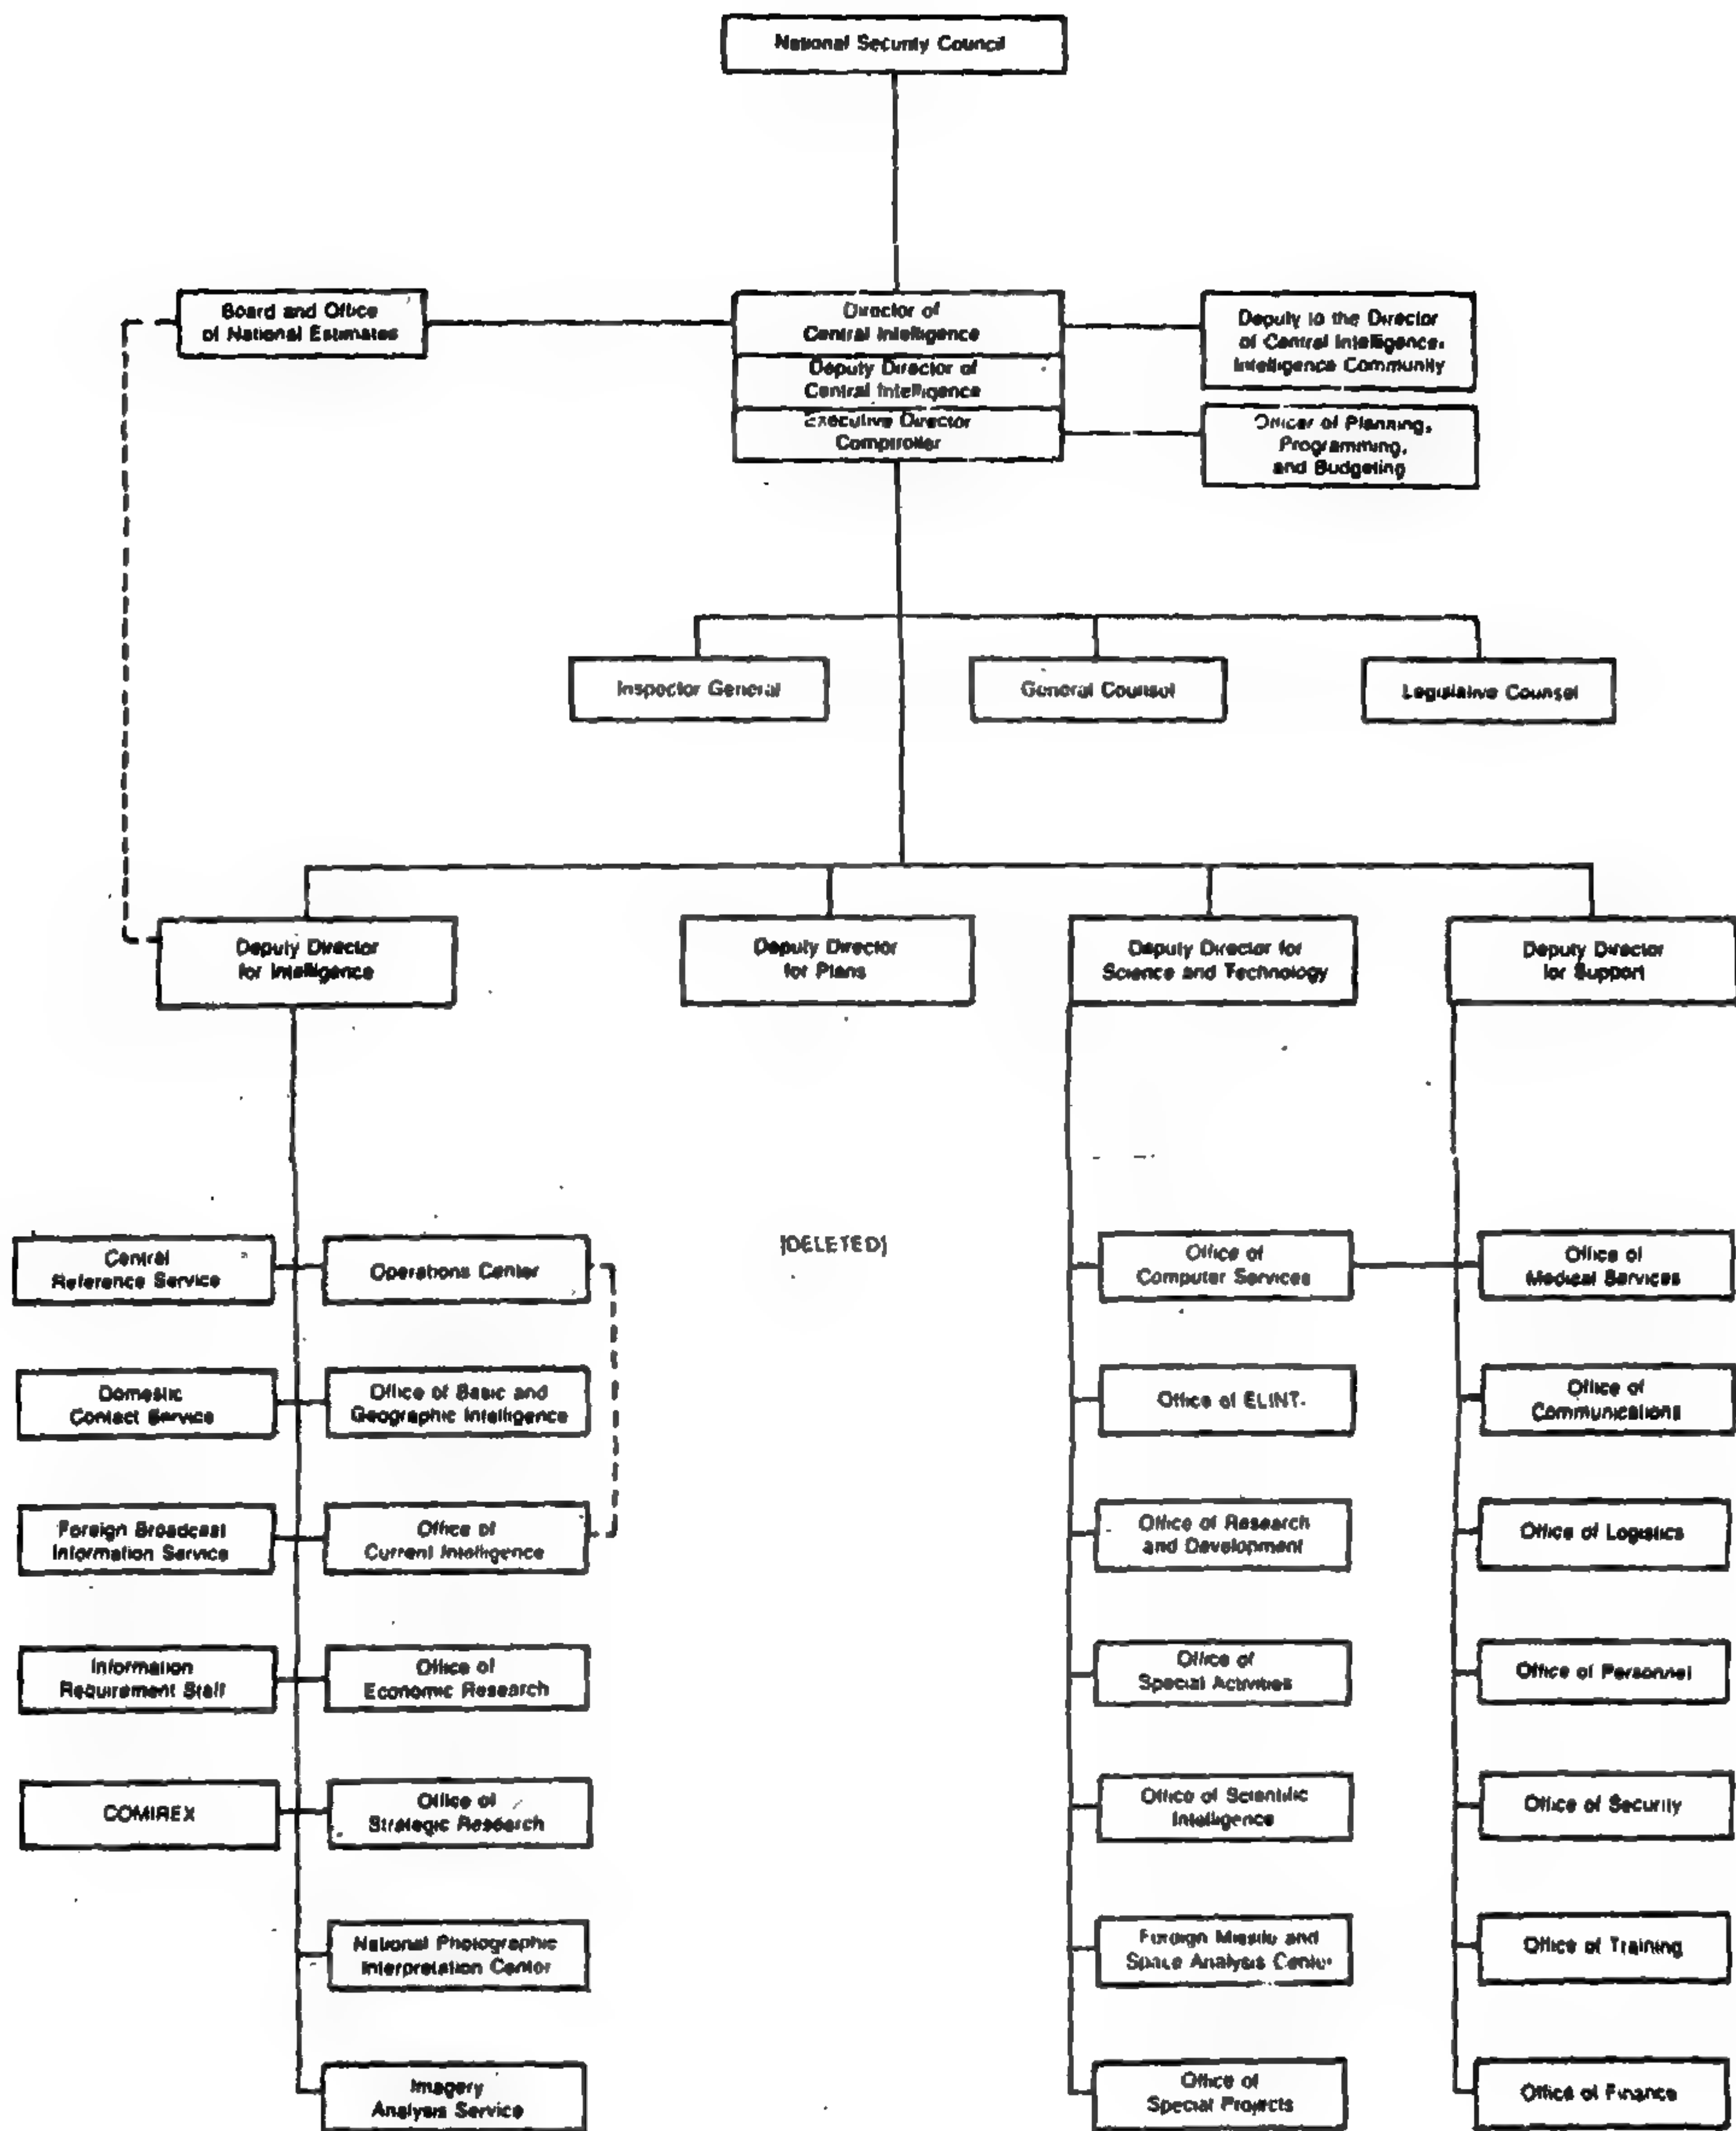 National Security Council
Board and Office
of National Estimates
Director of
Central Intelligence
Deputy Director of
Central Intelligence
Executive Director
Comptroller
Deputy to the Director
of Central Intelligence,
Intelligence Community
Officer of Planning,
Programming,
and Budgeting
Inspector General
General Counsel
Legislative Counsel
Deputy Director
for Intelligence
Deputy Director
for Plans
Deputy Director for
Science and Technology
Deputy Director
for Support
Central
Reference Service
Operations Center
Domestic
Contact Service
Office of Basic and
Geographic Intelligence
Foreign Broadcast
Information Service
Office of
Current Intelligence
Information
Requirement Staff
Office of
Economic Research
COMIREX
Office of
Strategic Research
National Photographic
Interpretation Center
Imagery
Analysis Service
[DELETED]
Office of
Computer Services
Office of ELINT
Office of Research
and Development
Office of
Special Activities
Office of Scientific
Intelligence
Foreign Missile and
Space Analysis Center
Office of
Special Projects
Office of
Medical Services
Office of
Communications
Office of Logistics
Office of Personnel
Office of Security
Office of Training
Office of Finance